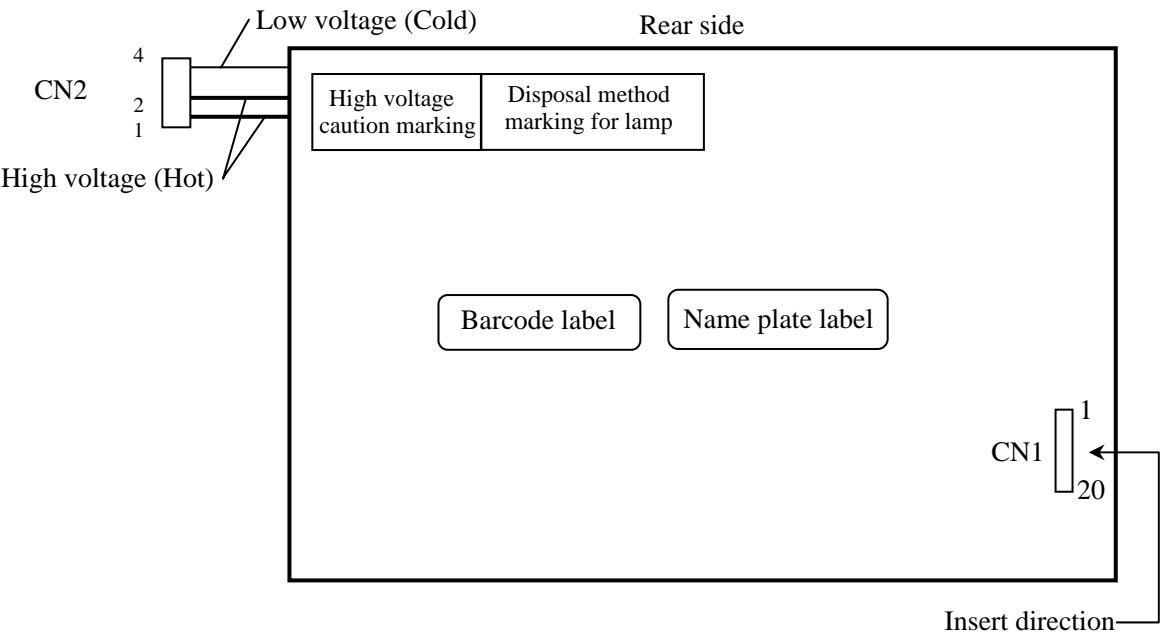 Low voltage (Cold)
Rear side
4
CN2
2
1
High voltage (Hot)
High voltage
caution marking
Disposal method
marking for lamp
Barcode label
Name plate label
1
CN1
20
Insert direction